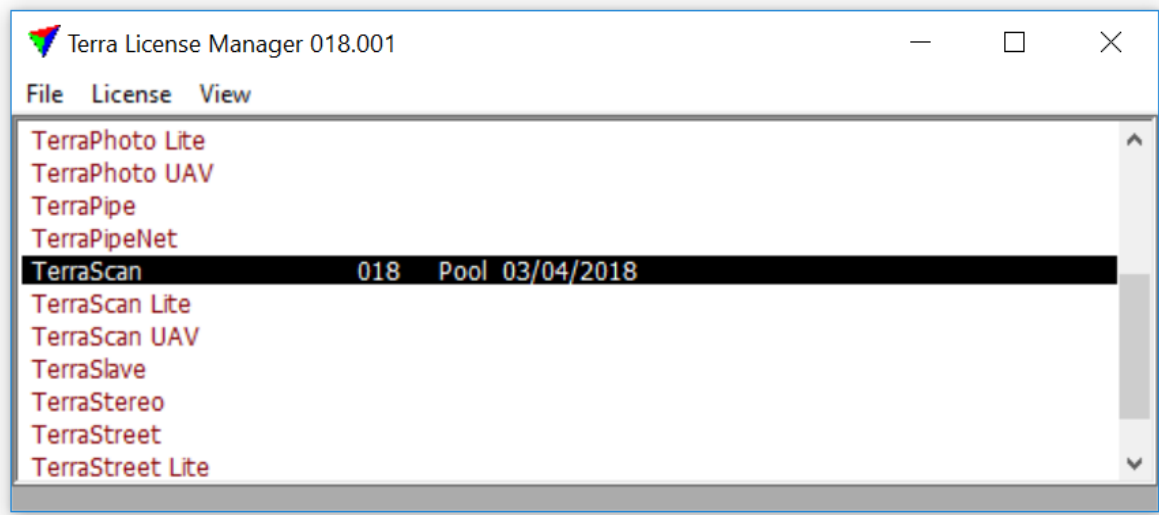 Terra License Manager 018.001
File License View
TerraPhoto Lite
TerraPhoto UAV
TerraPipe
TerraPipeNet
TerraScan 018 Pool 03/04/2018
TerraScan Lite
TerraScan UAV
TerraSlave
TerraStereo
TerraStreet
TerraStreet Lite